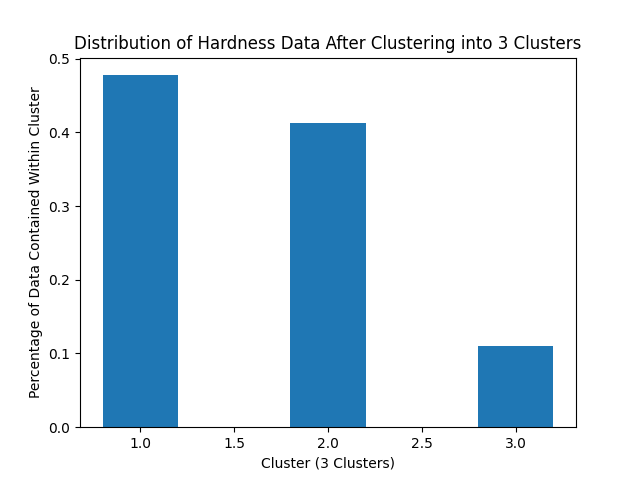 Distribution of Hardness Data After Clustering into 3 Clusters
Percentage of Data Contained Within Cluster
0.5
0.4
0.3
0.2
0.1
0.0
1.0 1.5 2.0 2.5 3.0
Cluster (3 Clusters)